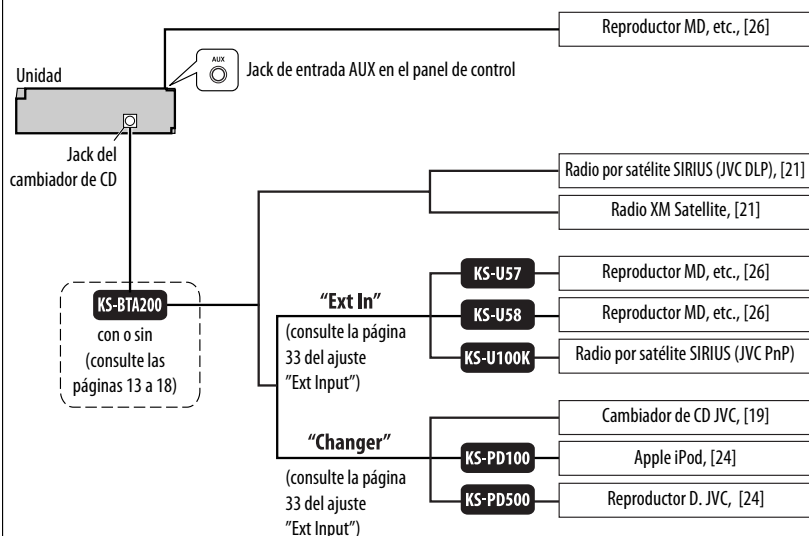 Reproductor MD, etc., [26]
AUX
Jack de entrada AUX en el panel de control
Unidad
Jack del
cambiador de CD
Radio por satélite SIRIUS (JVC DLP), [21]
Radio XM Satellite, [21]
KS-BTA200
con o sin
(consulte las
páginas 13 a 18)
"Ext In"
(consulte la página
33 del ajuste
"Ext Input")
KS-U57
Reproductor MD, etc., [26]
KS-U58
Reproductor MD, etc., [26]
KS-U100K
Radio por satélite SIRIUS (JVC PnP)
"Changer"
(consulte la página
33 del ajuste
"Ext Input")
Cambiador de CD JVC, [19]
KS-PD100
Apple iPod, [24]
KS-PD500
Reproductor D. JVC, [24]